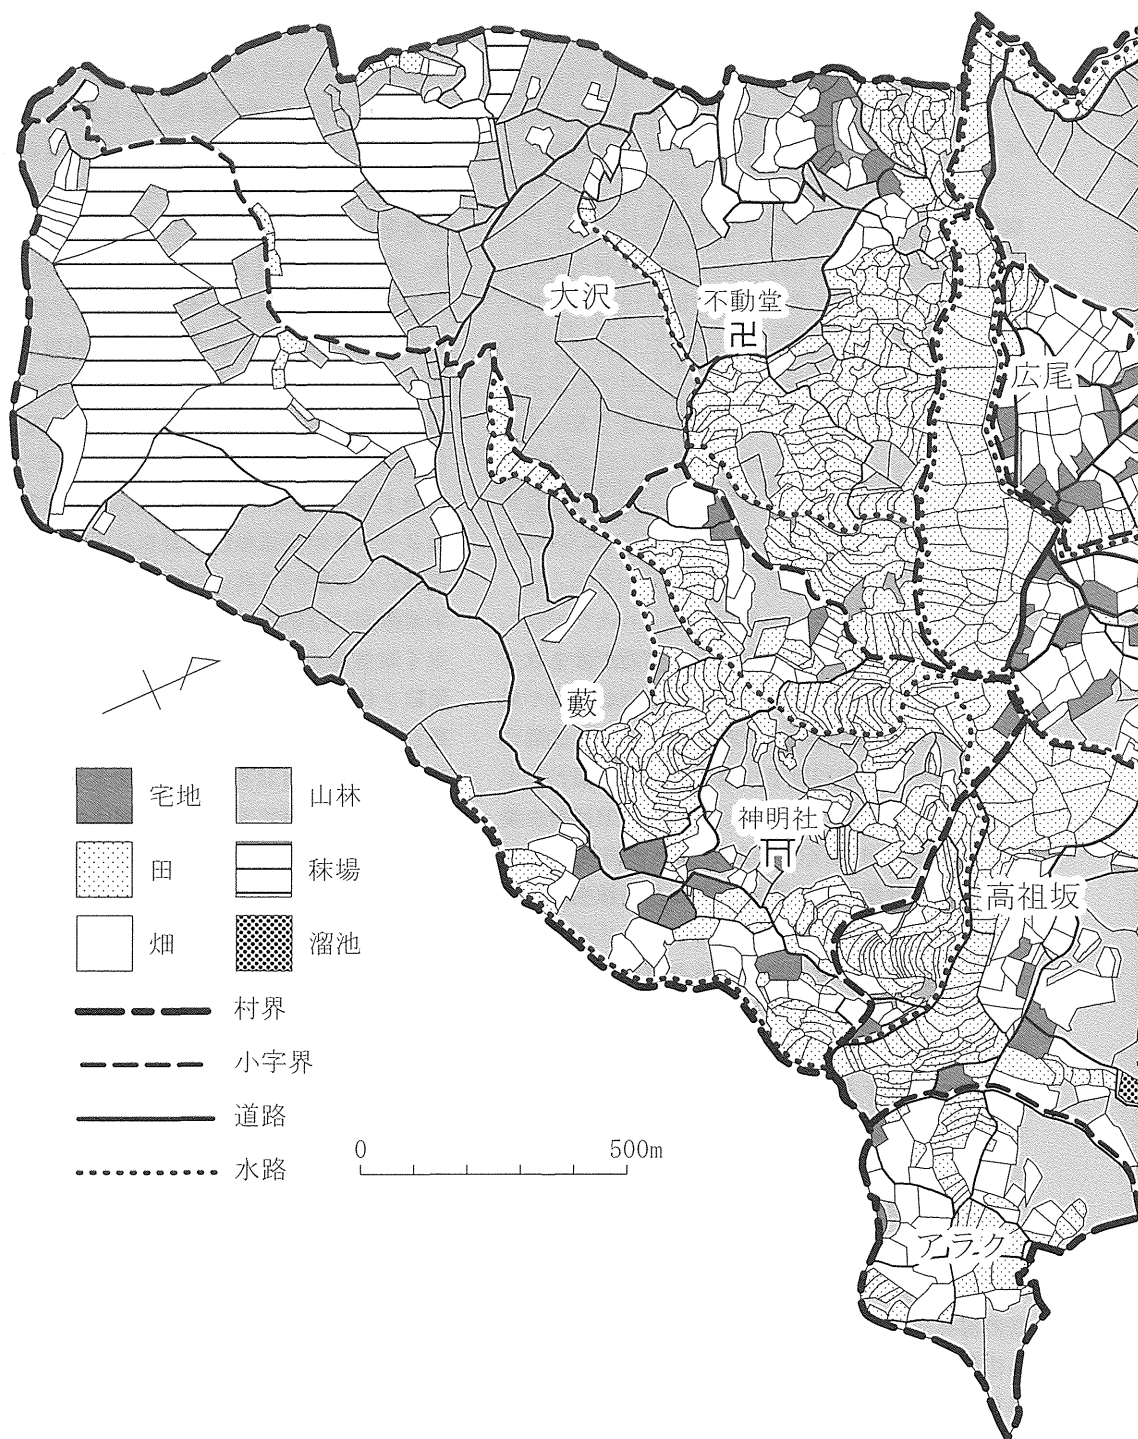 大沢
不動堂
広尾
藪
神明社
高祖坂
アラク
宅地
山林
田
秣場
畑
溜池
村界
小字界
道路
水路
0
500m